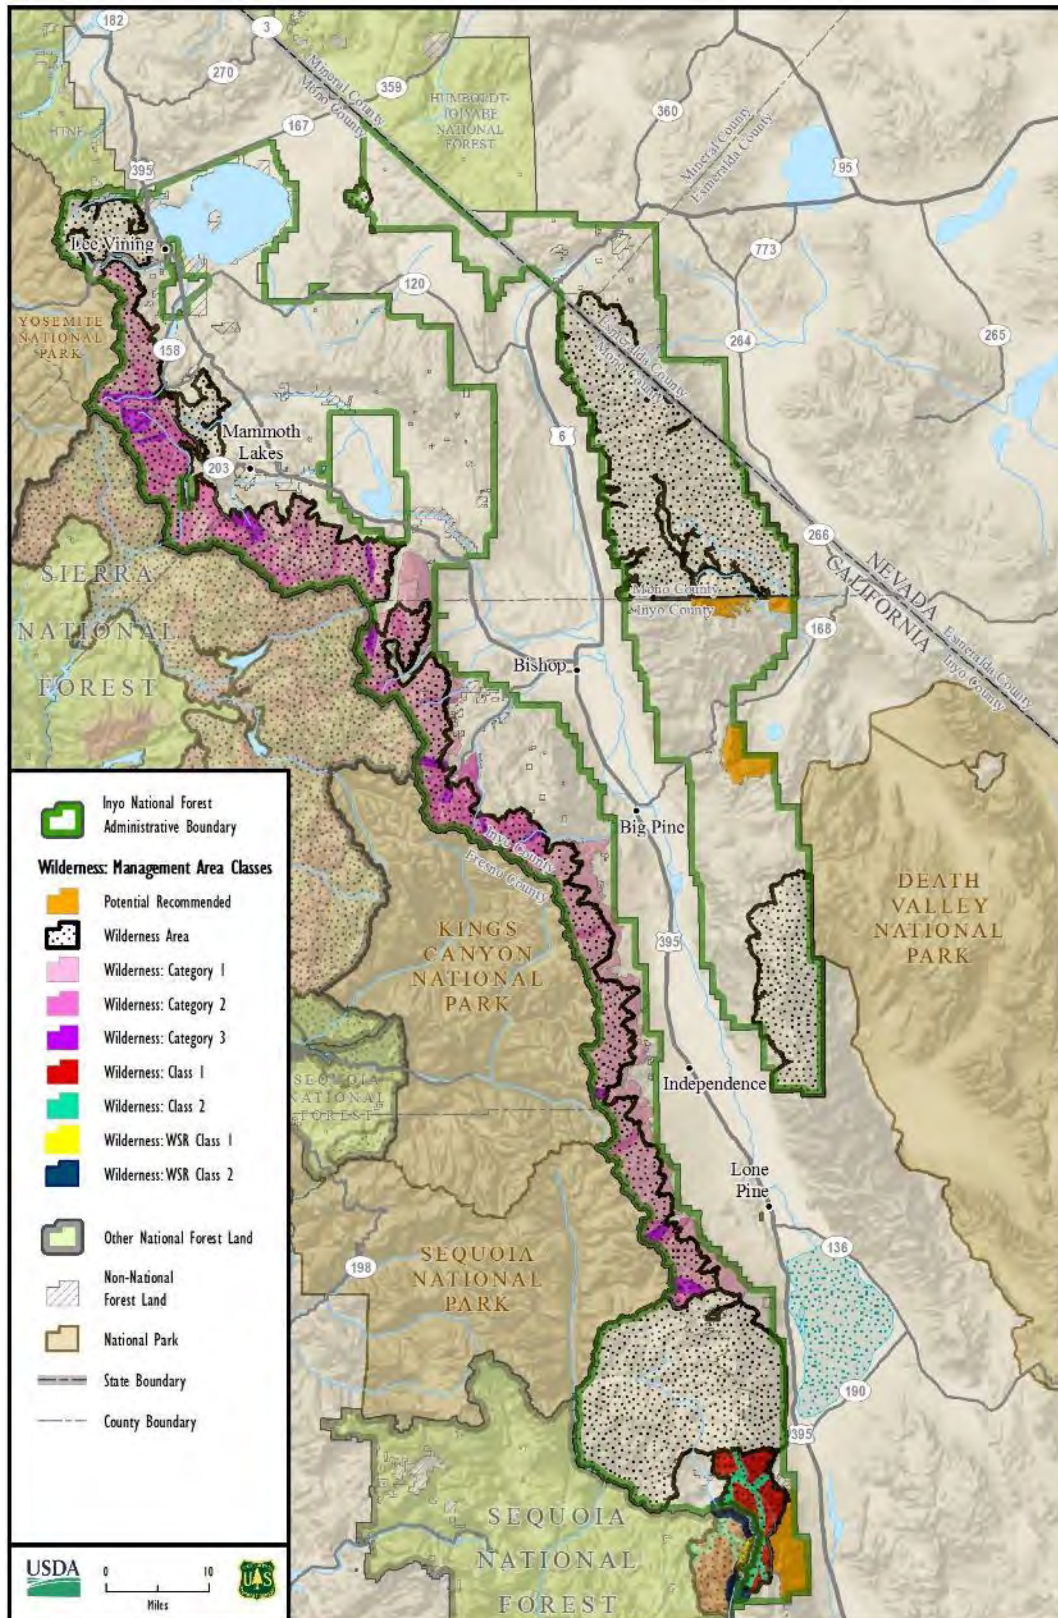 182
3
270
359
Mineral County
Mono County
HUMBOLDT-
TOIYABE
NATIONAL
FOREST
360
Mineral County
Esmeralda County
167
95
395
Lee Vining
773
120
YOSEMITE
NATIONAL
PARK
158
264
265
Esmeralda County
Mono County
Mammoth
Lakes
203
6
266
NEVADA
CALIFORNIA
SIERRA
NATIONAL
FOREST
Mono County
Inyo County
168
Esmeralda County
Inyo County
Bishop
Big Pine
Inyo County
Fresno County
DEATH
VALLEY
NATIONAL
PARK
KINGS
CANYON
NATIONAL
PARK
395
SEQUOIA
NATIONAL
FOREST
Independence
Lone
Pine
136
198
SEQUOIA
NATIONAL
PARK
190
395
SEQUOIA
NATIONAL
FOREST
Inyo National Forest
Administrative Boundary
Wilderness: Management Area Classes
Potential Recommended
Wilderness Area
Wilderness: Category 1
Wilderness: Category 2
Wilderness: Category 3
Wilderness: Class 1
Wilderness: Class 2
Wilderness: WSR Class 1
Wilderness: WSR Class 2
Other National Forest Land
Non-National
Forest Land
National Park
State Boundary
County Boundary
USDA
0 10
Miles
UAS